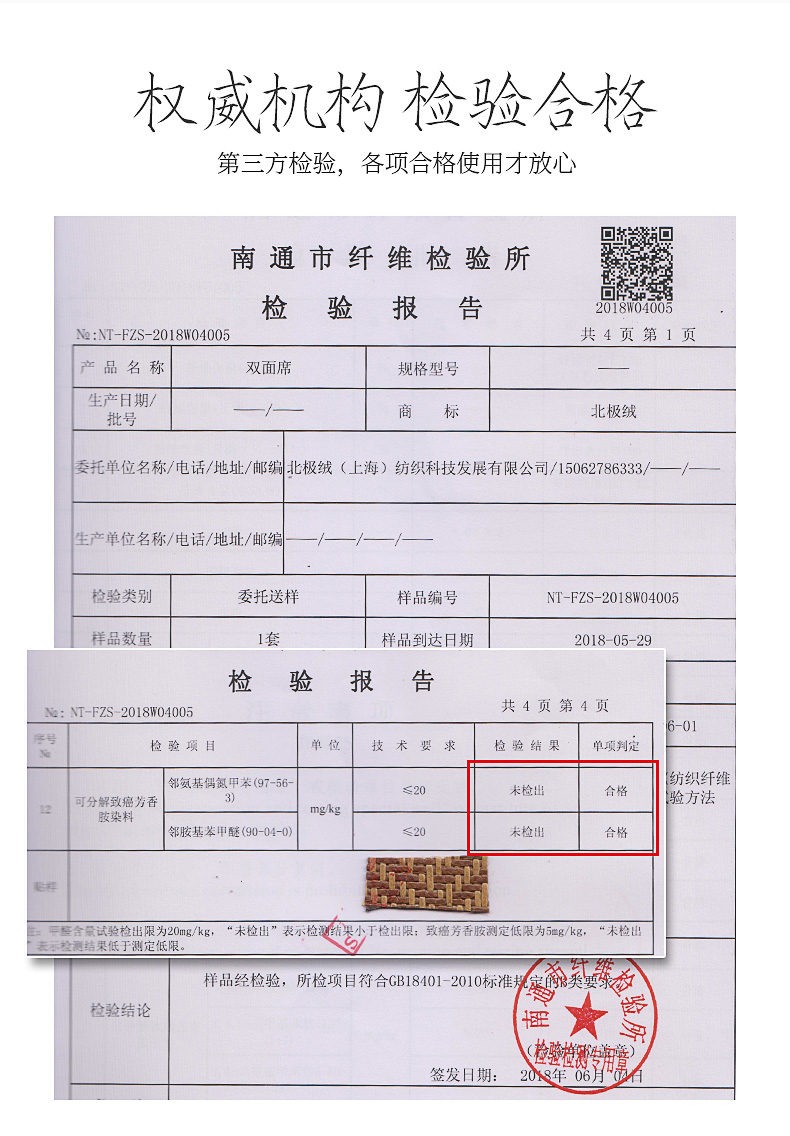 权威机构 检验合格
第三方检验，各项合格使用才放心
南通市纤维检验所
检 验 报 告
2018W04005
№:NT-FZS-2018W04005
共 4 页 第 1 页
产品名称 双面席 规格型号 ——
生产日期/批号 ——/—— 商 标 北极绒
委托单位名称/电话/地址/邮编 北极绒（上海）纺织科技发展有限公司/15062786333/——/——
生产单位名称/电话/地址/邮编 ——/——/——/——
检验类别 委托送样 样品编号 NT-FZS-2018W04005
样品数量 1套 样品到达日期 2018-05-29
6-01
纺织纤维
验方法
检 验 报 告
№: NT-FZS-2018W04005
共 4 页 第 4 页
序号№ 检验项目 单位 技术要求 检验结果 单项判定
12 可分解致癌芳香胺染料 mg/kg
邻氨基偶氮甲苯(97-56-3) ≤20 未检出 合格
邻胺基苯甲醚(90-04-0) ≤20 未检出 合格
贴样
注：甲醛含量试验检出限为20mg/kg，“未检出”表示检测结果小于检出限；致癌芳香胺测定低限为5mg/kg，“未检出
”表示检测结果低于测定低限。
检验结论
样品经检验，所检项目符合GB18401-2010标准规定的B类要求。
南通市纤维检验所
（检验单位盖章）
检验检测专用章
签发日期： 2018年 06月 04日